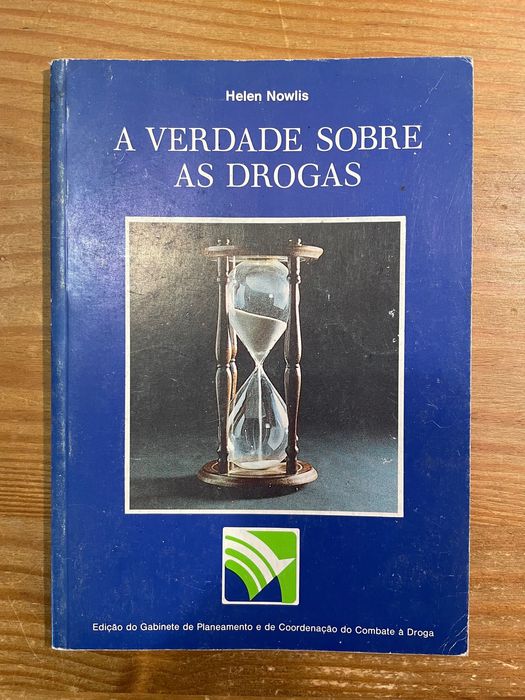 Helen Nowlis
A VERDADE SOBRE
AS DROGAS
Edição do Gabinete de Planeamento e de Coordenação do Combate à Droga